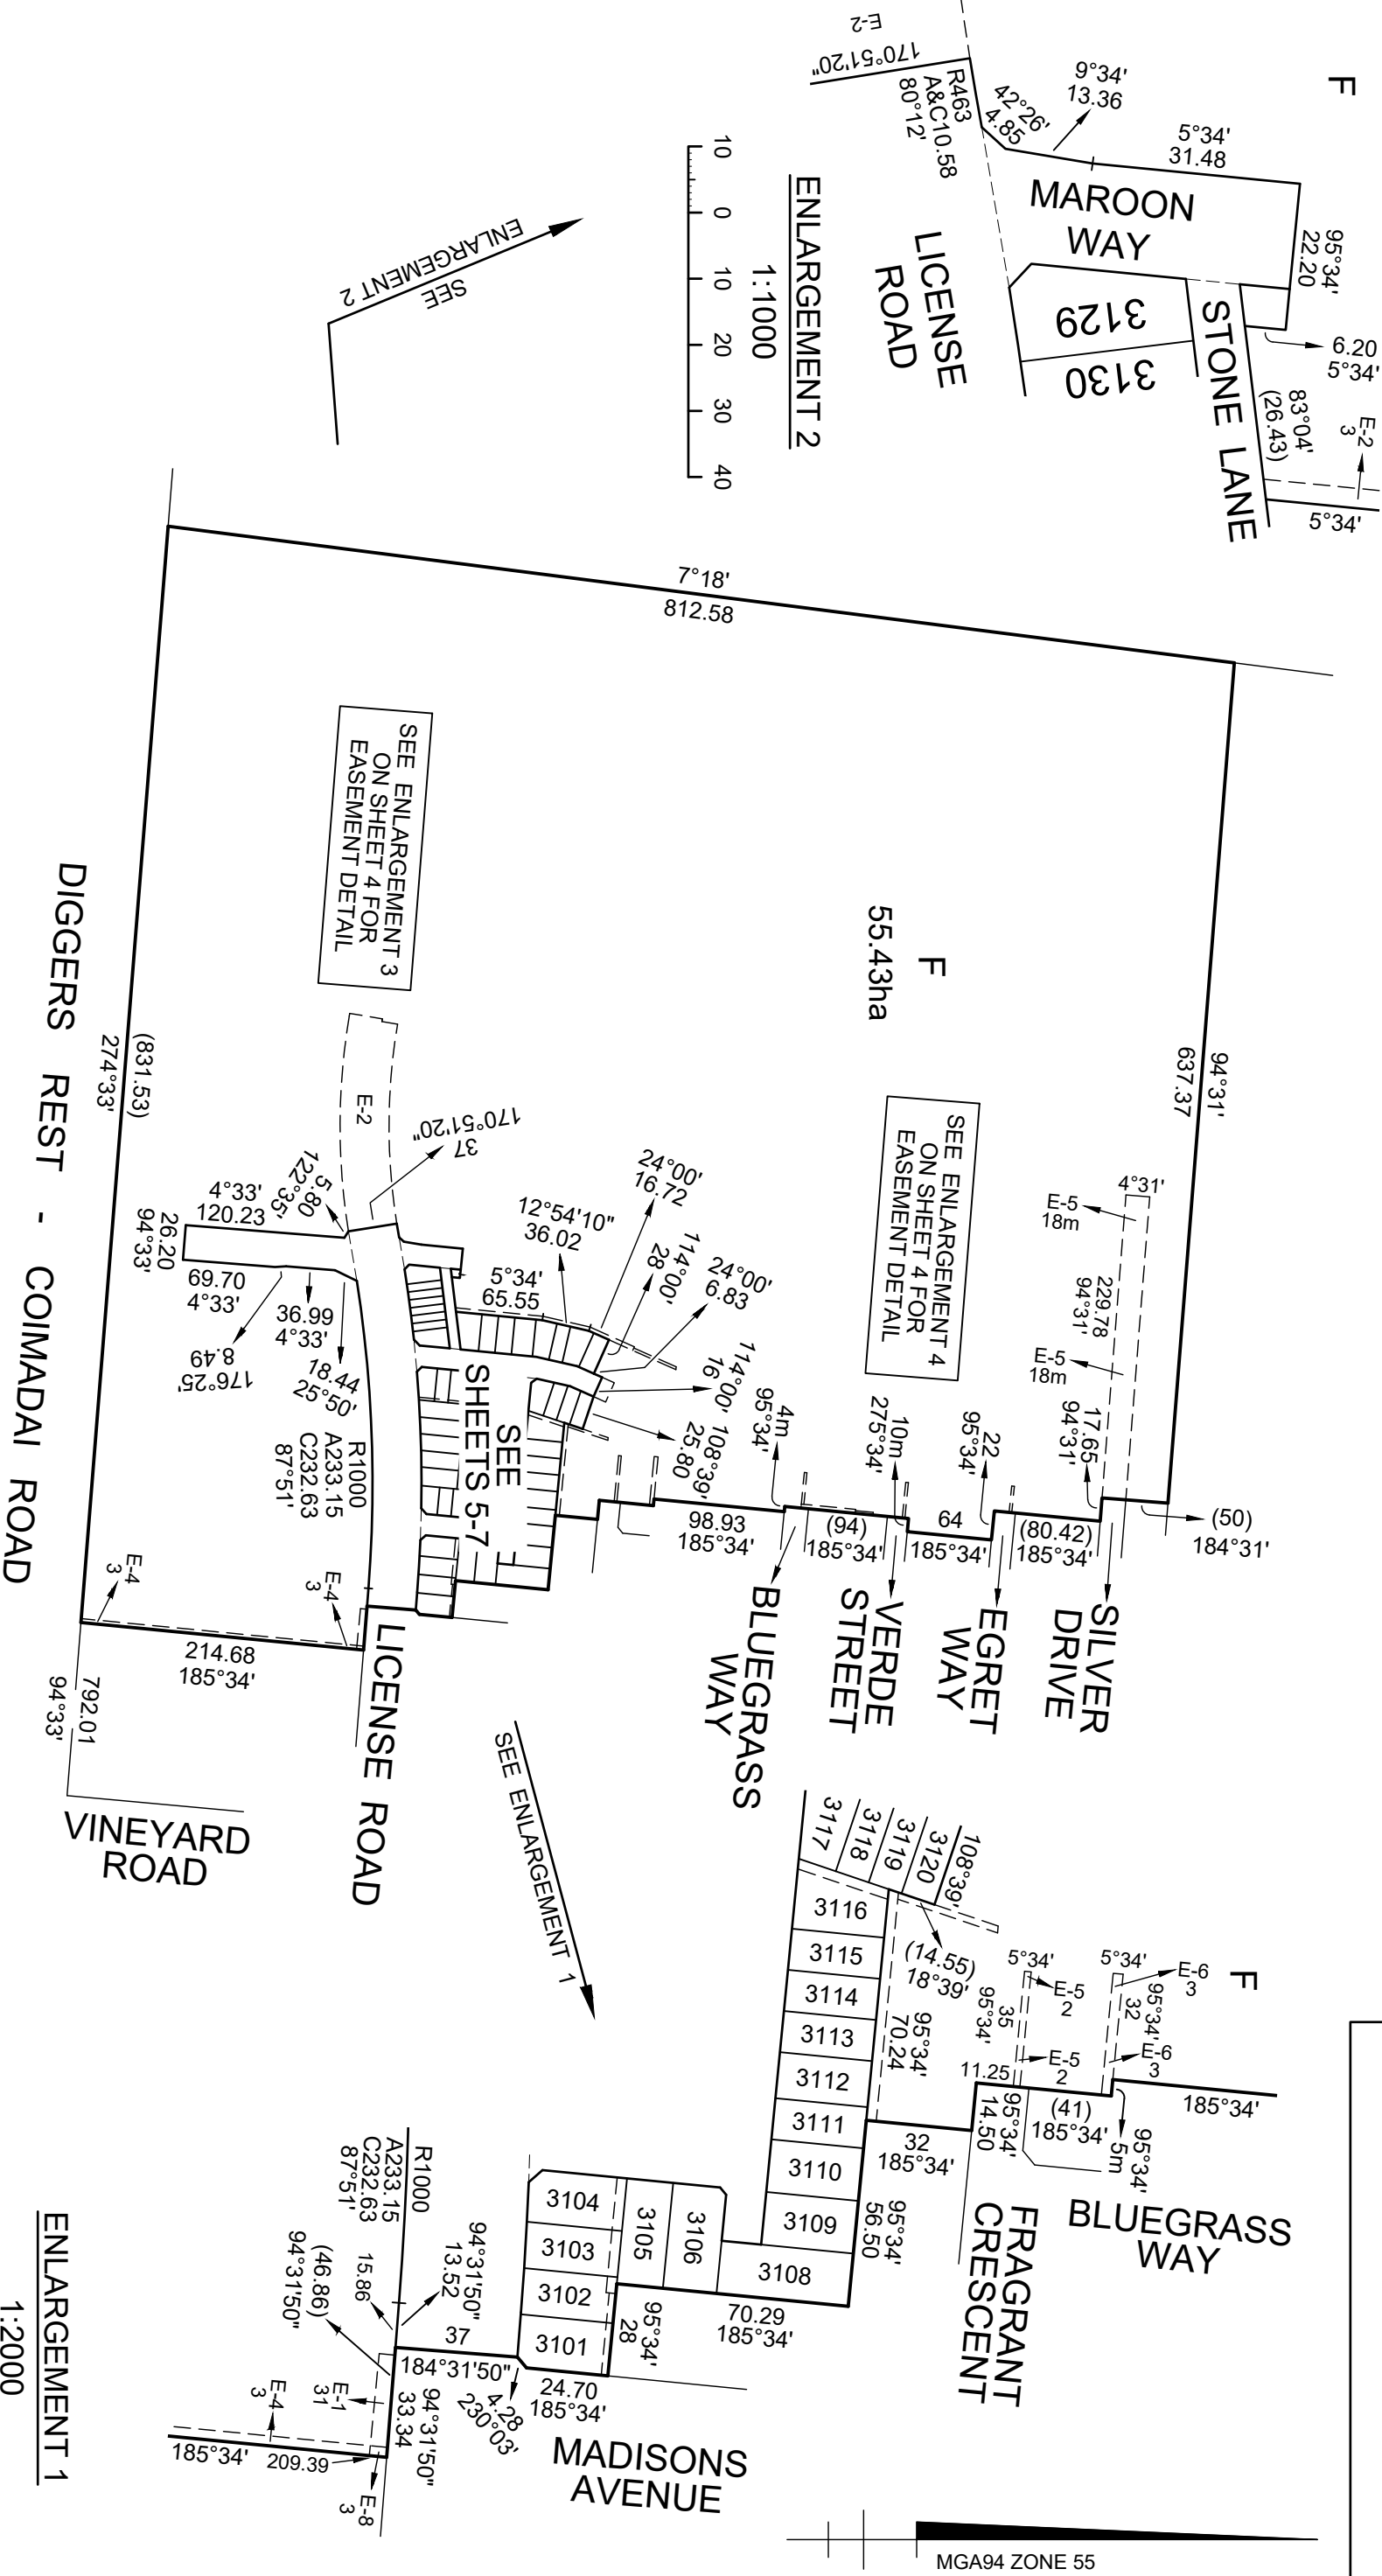 F
E-2
170°51'20"
R463
A&C10.58
80°12'
42°26'
4.85
9°34'
13.36
5°34'
31.48
95°34'
22.20
6.20
5°34'
83°04'
(26.43)
E-2
3
5°34'
MAROON
WAY
STONE LANE
LICENSE
ROAD
3129
3130
ENLARGEMENT 2
1:1000
10 0 10 20 30 40
SEE
ENLARGEMENT 2
7°18'
812.58
94°31'
637.37
F
55.43ha
SEE ENLARGEMENT 3
ON SHEET 4 FOR
EASEMENT DETAIL
SEE ENLARGEMENT 4
ON SHEET 4 FOR
EASEMENT DETAIL
(831.53)
274°33'
DIGGERS REST - COIMADAI ROAD
E-2
37
170°51'20"
5.80
122°35'
4°33'
120.23
26.20
94°33'
69.70
4°33'
8.49
176°25'
36.99
4°33'
18.44
25°50'
R1000
A233.15
C232.63
87°51'
5°34'
65.55
12°54'10"
36.02
24°00'
16.72
114°00'
28
24°00'
6.83
114°00'
16
108°39'
25.80
SEE
SHEETS 5-7
4°31'
E-5
18m
229.78
94°31'
E-5
18m
17.65
94°31'
(50)
184°31'
(80.42)
185°34'
22
95°34'
64
185°34'
10m
275°34'
(94)
185°34'
4m
95°34'
98.93
185°34'
SILVER
DRIVE
EGRET
WAY
VERDE
STREET
BLUEGRASS
WAY
LICENSE ROAD
E-4
3
E-4
3
214.68
185°34'
792.01
94°33'
VINEYARD
ROAD
SEE ENLARGEMENT 1
3117
3118
3119
3120
108°39'
(14.55)
18°39'
3116
3115
3114
3113
3112
3111
3110
3109
3108
95°34'
70.24
5°34'
E-5
2
35
95°34'
E-5
2
5°34'
E-6
3
95°34'
32
E-6
3
F
185°34'
95°34'
5m
(41)
185°34'
11.25
95°34'
14.50
32
185°34'
95°34'
56.50
BLUEGRASS
WAY
FRAGRANT
CRESCENT
3104
3103
3102
3101
3105
3106
70.29
185°34'
95°34'
28
24.70
185°34'
4.28
230°03'
37
184°31'50"
94°31'50"
13.52
R1000
A233.15
C232.63
87°51'
15.86
(46.86)
94°31'50"
94°31'50"
33.34
E-1
31
E-4
3
185°34'
209.39
E-8
3
MADISONS
AVENUE
ENLARGEMENT 1
1:2000
MGA94 ZONE 55